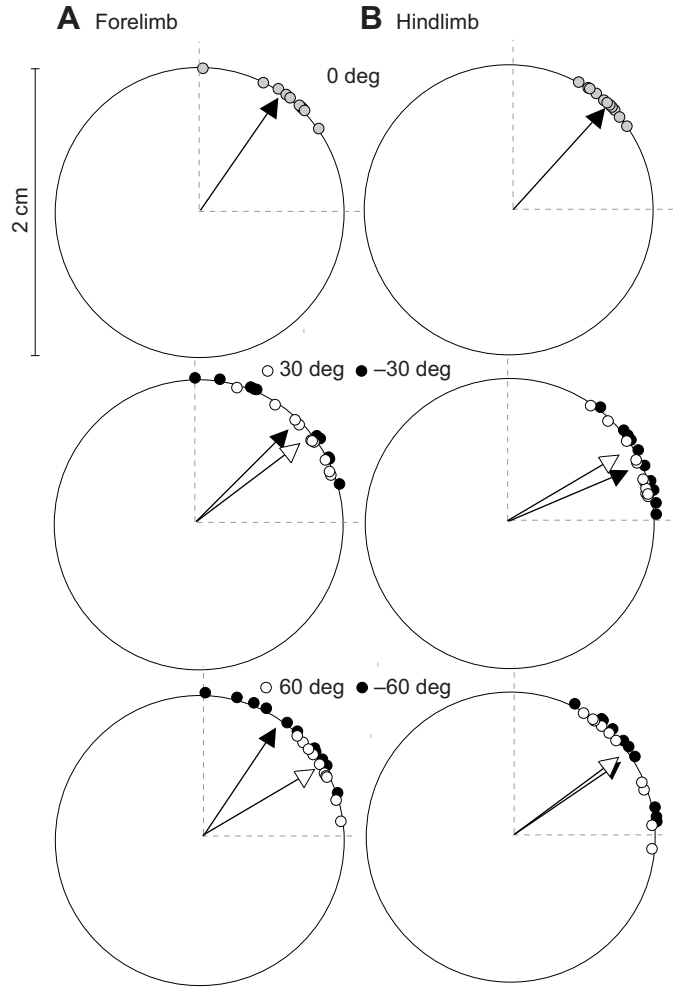 A Forelimb
B Hindlimb
0 deg
2 cm
30 deg –30 deg
60 deg –60 deg